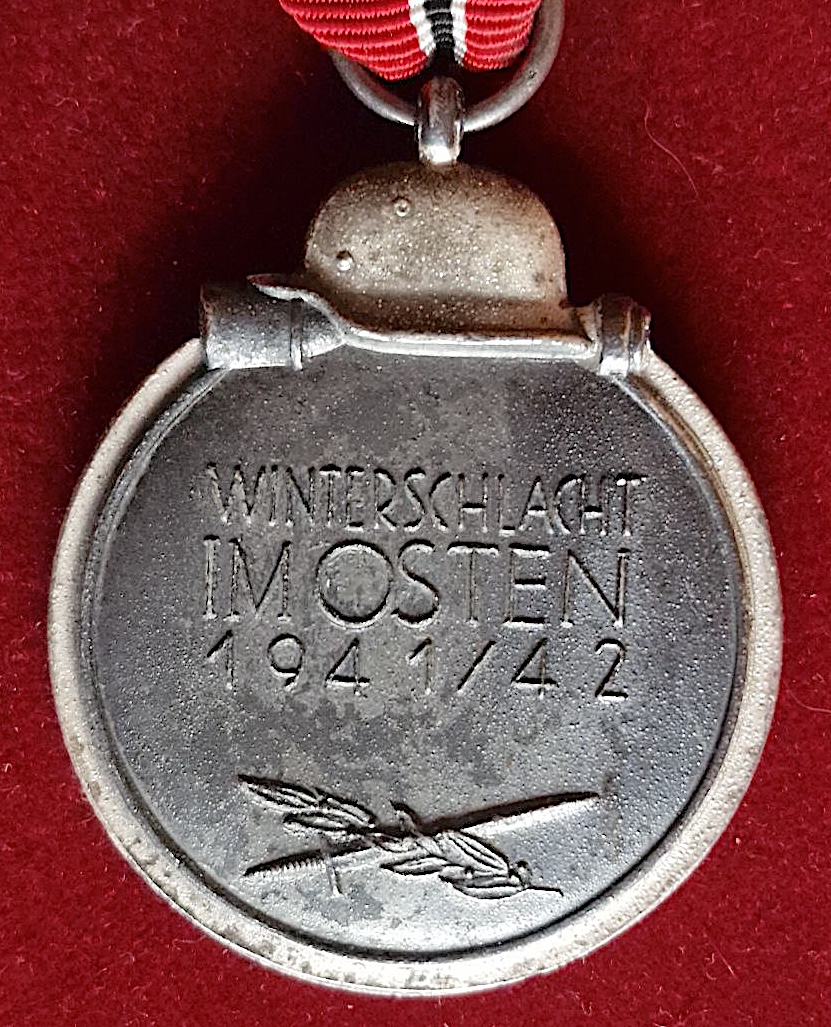 WINTERSCHLACHT
IM OSTEN
1941/42